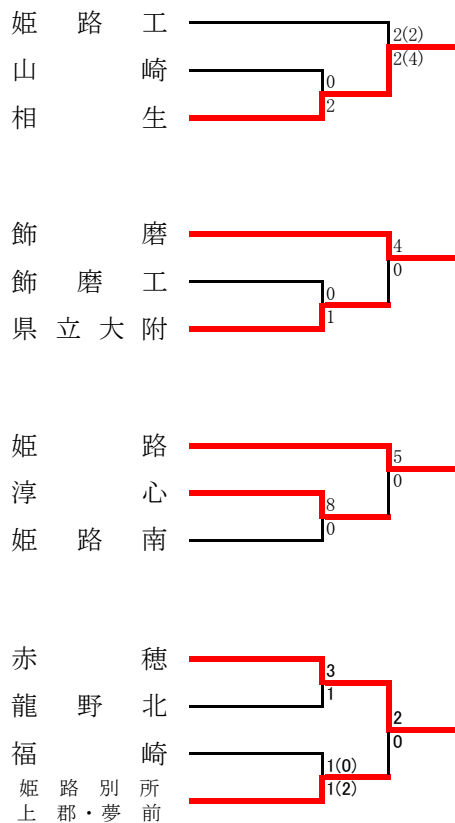 姫路工
2(2)
山崎
2(4)
0
相生
2
飾磨
4
0
飾磨工
0
県立大附
1
姫路
5
0
淳心
8
0
姫路南
赤穂
3
龍野北
1
2
0
福崎
1(0)
姫路別所
1(2)
上郡・夢前